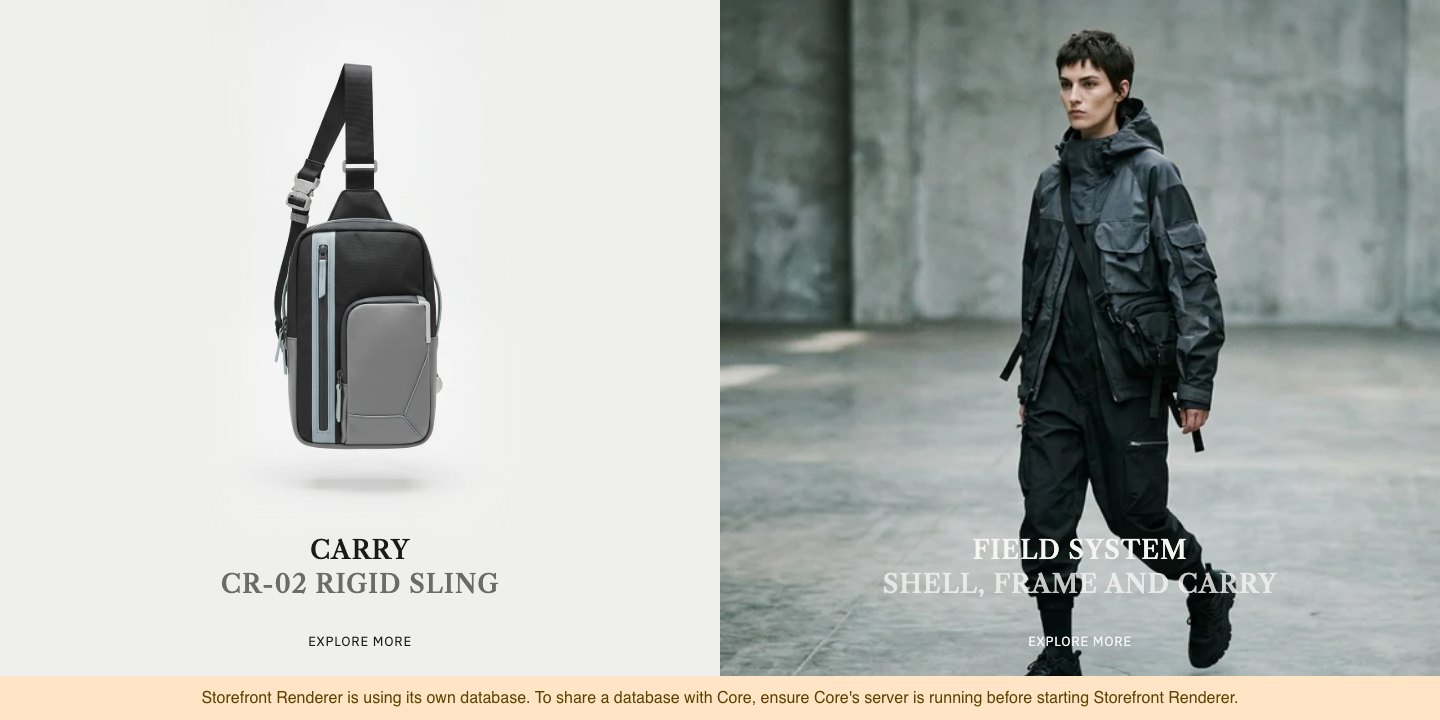 CARRY
CR-02 RIGID SLING
EXPLORE MORE
FIELD SYSTEM
SHELL, FRAME AND CARRY
EXPLORE MORE
Storefront Renderer is using its own database. To share a database with Core, ensure Core's server is running before starting Storefront Renderer.